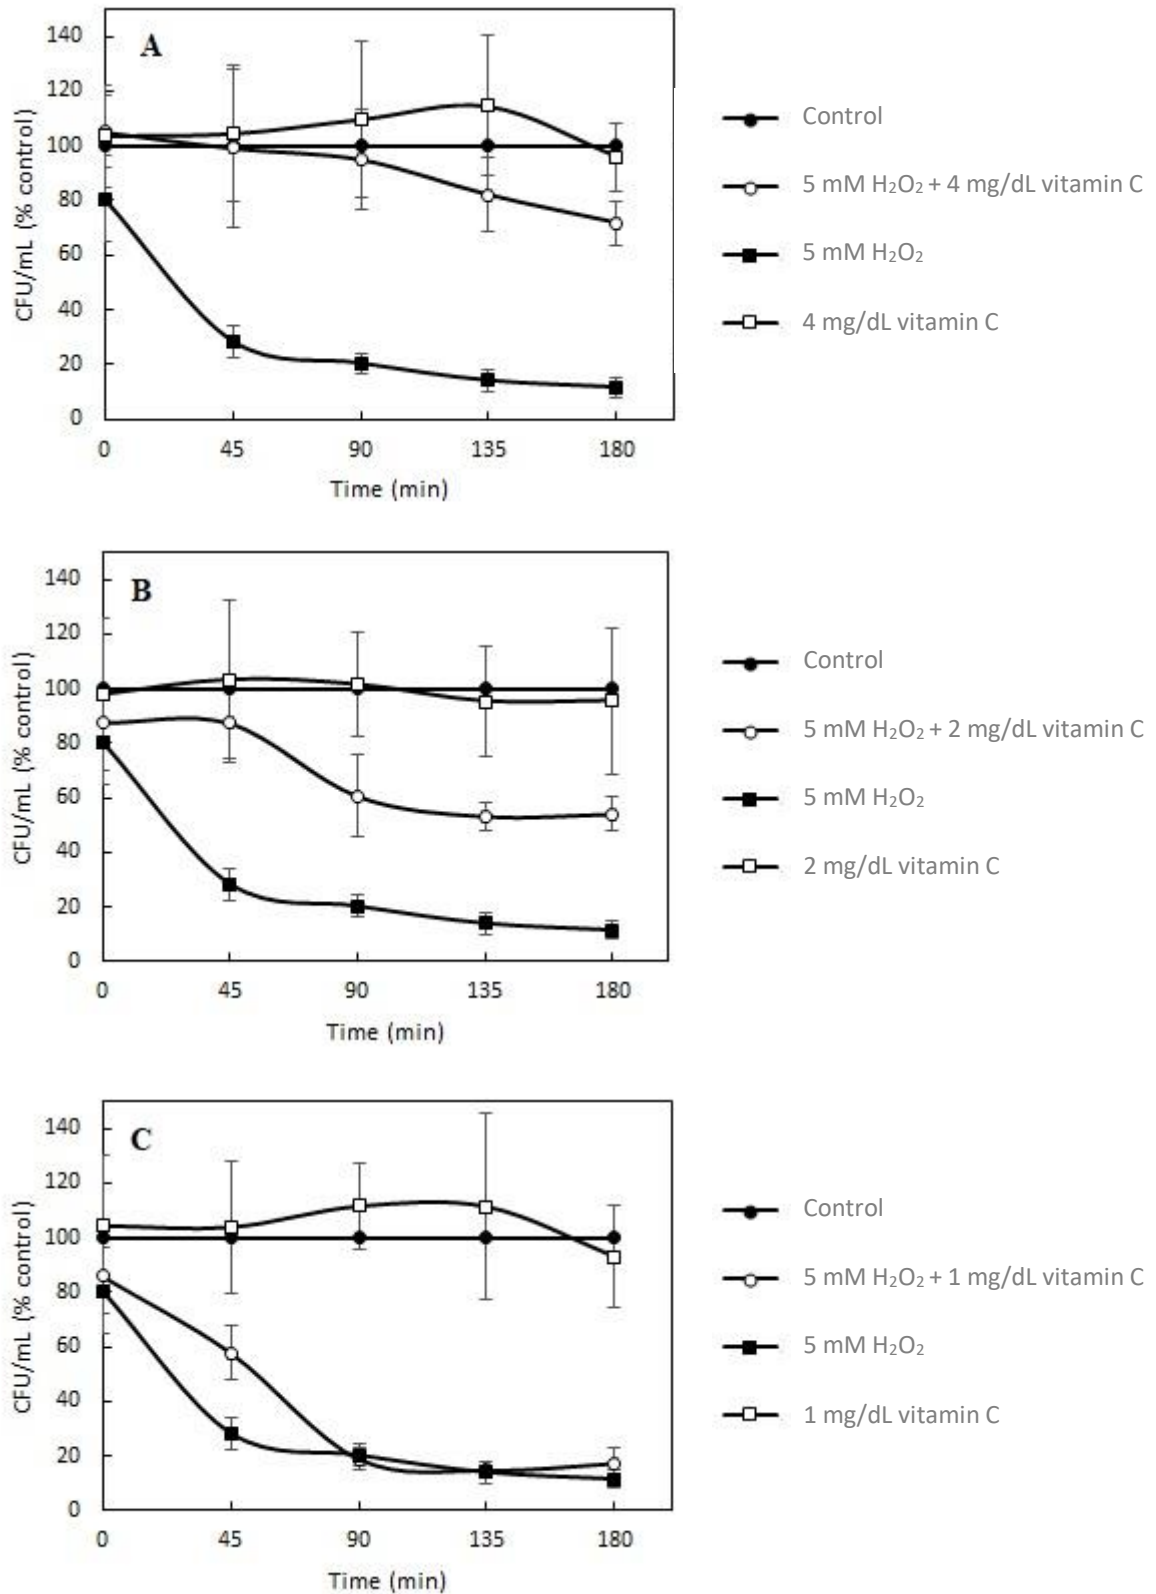 A
140
120
100
80
60
40
20
0
CFU/mL (% control)
0 45 90 135 180
Time (min)
Control
5 mM H₂O₂ + 4 mg/dL vitamin C
5 mM H₂O₂
4 mg/dL vitamin C
B
140
120
100
80
60
40
20
0
CFU/mL (% control)
0 45 90 135 180
Time (min)
Control
5 mM H₂O₂ + 2 mg/dL vitamin C
5 mM H₂O₂
2 mg/dL vitamin C
C
140
120
100
80
60
40
20
0
CFU/mL (% control)
0 45 90 135 180
Time (min)
Control
5 mM H₂O₂ + 1 mg/dL vitamin C
5 mM H₂O₂
1 mg/dL vitamin C